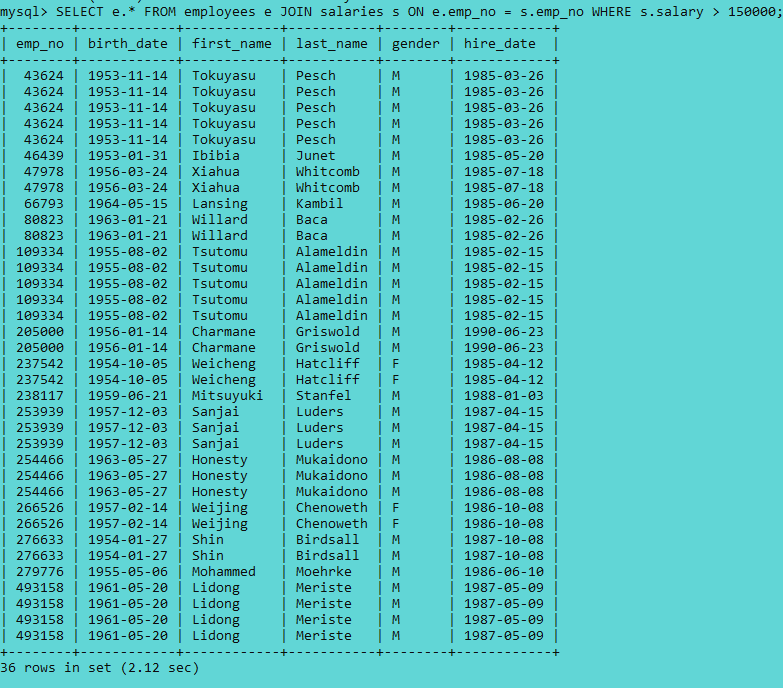 mysql> SELECT e.* FROM employees e JOIN salaries s ON e.emp_no = s.emp_no WHERE s.salary > 150000;
+--------+------------+------------+-----------+--------+------------+
| emp_no | birth_date | first_name | last_name | gender | hire_date  |
+--------+------------+------------+-----------+--------+------------+
|  43624 | 1953-11-14 | Tokuyasu   | Pesch     | M      | 1985-03-26 |
|  43624 | 1953-11-14 | Tokuyasu   | Pesch     | M      | 1985-03-26 |
|  43624 | 1953-11-14 | Tokuyasu   | Pesch     | M      | 1985-03-26 |
|  43624 | 1953-11-14 | Tokuyasu   | Pesch     | M      | 1985-03-26 |
|  43624 | 1953-11-14 | Tokuyasu   | Pesch     | M      | 1985-03-26 |
|  46439 | 1953-01-31 | Ibibia     | Junet     | M      | 1985-05-20 |
|  47978 | 1956-03-24 | Xiahua     | Whitcomb  | M      | 1985-07-18 |
|  47978 | 1956-03-24 | Xiahua     | Whitcomb  | M      | 1985-07-18 |
|  66793 | 1964-05-15 | Lansing    | Kambil    | M      | 1985-06-20 |
|  80823 | 1963-01-21 | Willard    | Baca      | M      | 1985-02-26 |
|  80823 | 1963-01-21 | Willard    | Baca      | M      | 1985-02-26 |
| 109334 | 1955-08-02 | Tsutomu    | Alameldin | M      | 1985-02-15 |
| 109334 | 1955-08-02 | Tsutomu    | Alameldin | M      | 1985-02-15 |
| 109334 | 1955-08-02 | Tsutomu    | Alameldin | M      | 1985-02-15 |
| 109334 | 1955-08-02 | Tsutomu    | Alameldin | M      | 1985-02-15 |
| 109334 | 1955-08-02 | Tsutomu    | Alameldin | M      | 1985-02-15 |
| 205000 | 1956-01-14 | Charmane   | Griswold  | M      | 1990-06-23 |
| 205000 | 1956-01-14 | Charmane   | Griswold  | M      | 1990-06-23 |
| 237542 | 1954-10-05 | Weicheng   | Hatcliff  | F      | 1985-04-12 |
| 237542 | 1954-10-05 | Weicheng   | Hatcliff  | F      | 1985-04-12 |
| 238117 | 1959-06-21 | Mitsuyuki  | Stanfel   | M      | 1988-01-03 |
| 253939 | 1957-12-03 | Sanjai     | Luders    | M      | 1987-04-15 |
| 253939 | 1957-12-03 | Sanjai     | Luders    | M      | 1987-04-15 |
| 253939 | 1957-12-03 | Sanjai     | Luders    | M      | 1987-04-15 |
| 254466 | 1963-05-27 | Honesty    | Mukaidono | M      | 1986-08-08 |
| 254466 | 1963-05-27 | Honesty    | Mukaidono | M      | 1986-08-08 |
| 254466 | 1963-05-27 | Honesty    | Mukaidono | M      | 1986-08-08 |
| 266526 | 1957-02-14 | Weijing    | Chenoweth | F      | 1986-10-08 |
| 266526 | 1957-02-14 | Weijing    | Chenoweth | F      | 1986-10-08 |
| 276633 | 1954-01-27 | Shin       | Birdsall  | M      | 1987-10-08 |
| 276633 | 1954-01-27 | Shin       | Birdsall  | M      | 1987-10-08 |
| 279776 | 1955-05-06 | Mohammed   | Moehrke   | M      | 1986-06-10 |
| 493158 | 1961-05-20 | Lidong     | Meriste   | M      | 1987-05-09 |
| 493158 | 1961-05-20 | Lidong     | Meriste   | M      | 1987-05-09 |
| 493158 | 1961-05-20 | Lidong     | Meriste   | M      | 1987-05-09 |
| 493158 | 1961-05-20 | Lidong     | Meriste   | M      | 1987-05-09 |
+--------+------------+------------+-----------+--------+------------+
36 rows in set (2.12 sec)